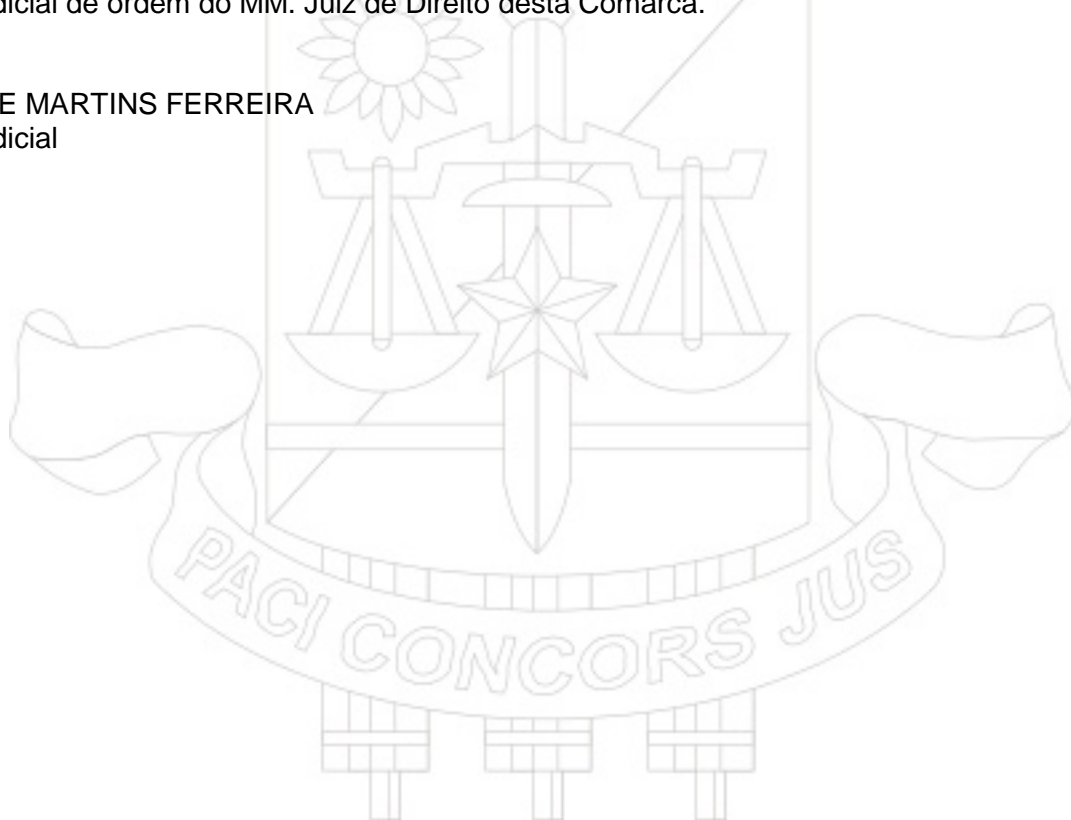 dicial de ordem do MM. Juiz de Direito desta Comarca.
E MARTINS FERREIRA
dicial
PACI CONCORS JUS